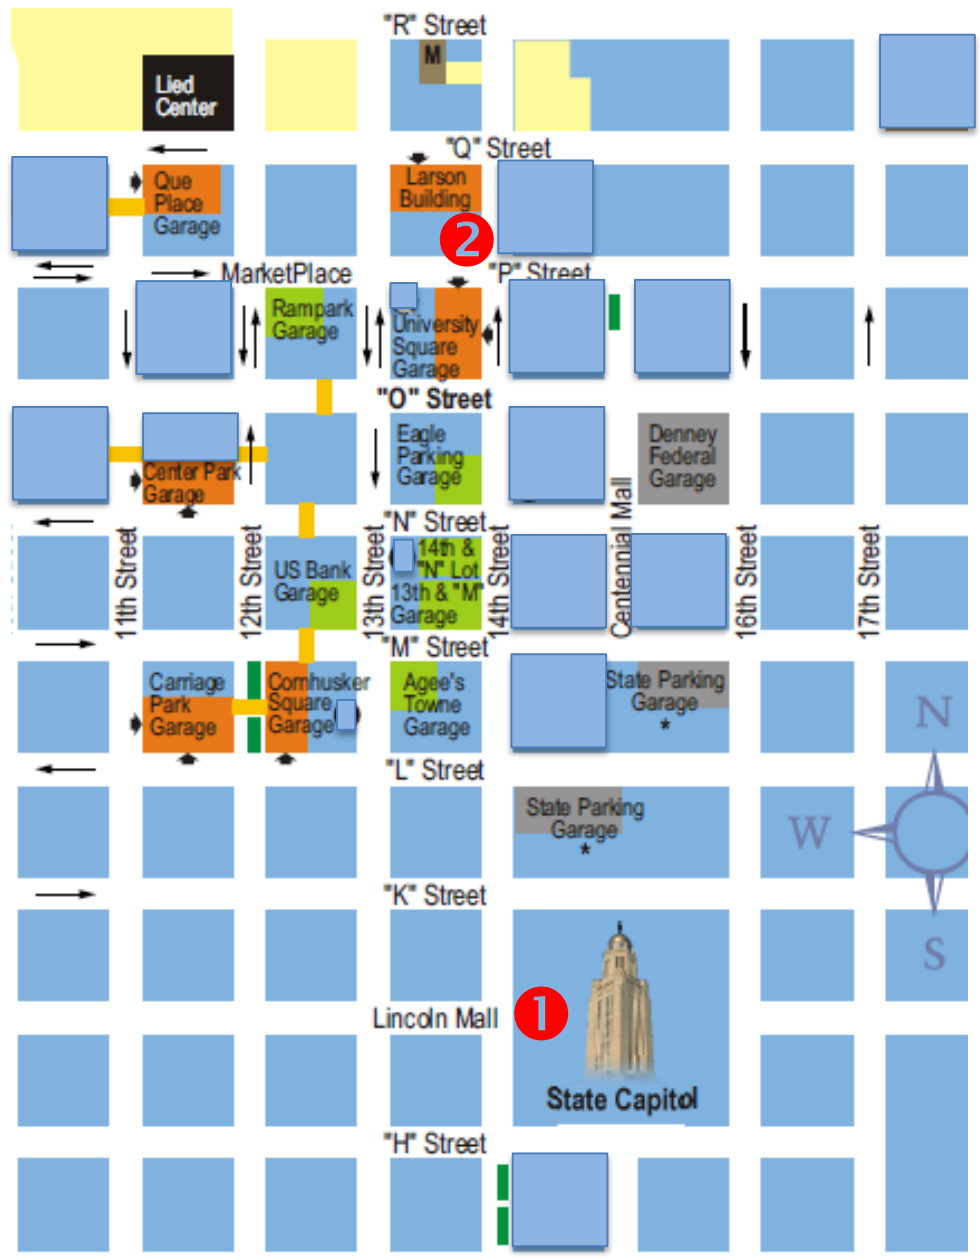 "R" Street
M
Lied
Center
"Q" Street
Que
Place
Garage
Larson
Building
2
MarketPlace
"P" Street
Rampark
Garage
University
Square
Garage
"O" Street
Eagle
Parking
Garage
Denney
Federal
Garage
Center Park
Garage
"N" Street
11th Street
12th Street
13th Street
14th Street
Centennial Mall
16th Street
17th Street
US Bank
Garage
14th &
"N" Lot
13th & "M"
Garage
"M" Street
Carriage
Park
Garage
Cornhusker
Square
Garage
Agee's
Towne
Garage
State Parking
Garage
*
N
"L" Street
State Parking
Garage
*
W
"K" Street
S
1
Lincoln Mall
State Capitol
"H" Street